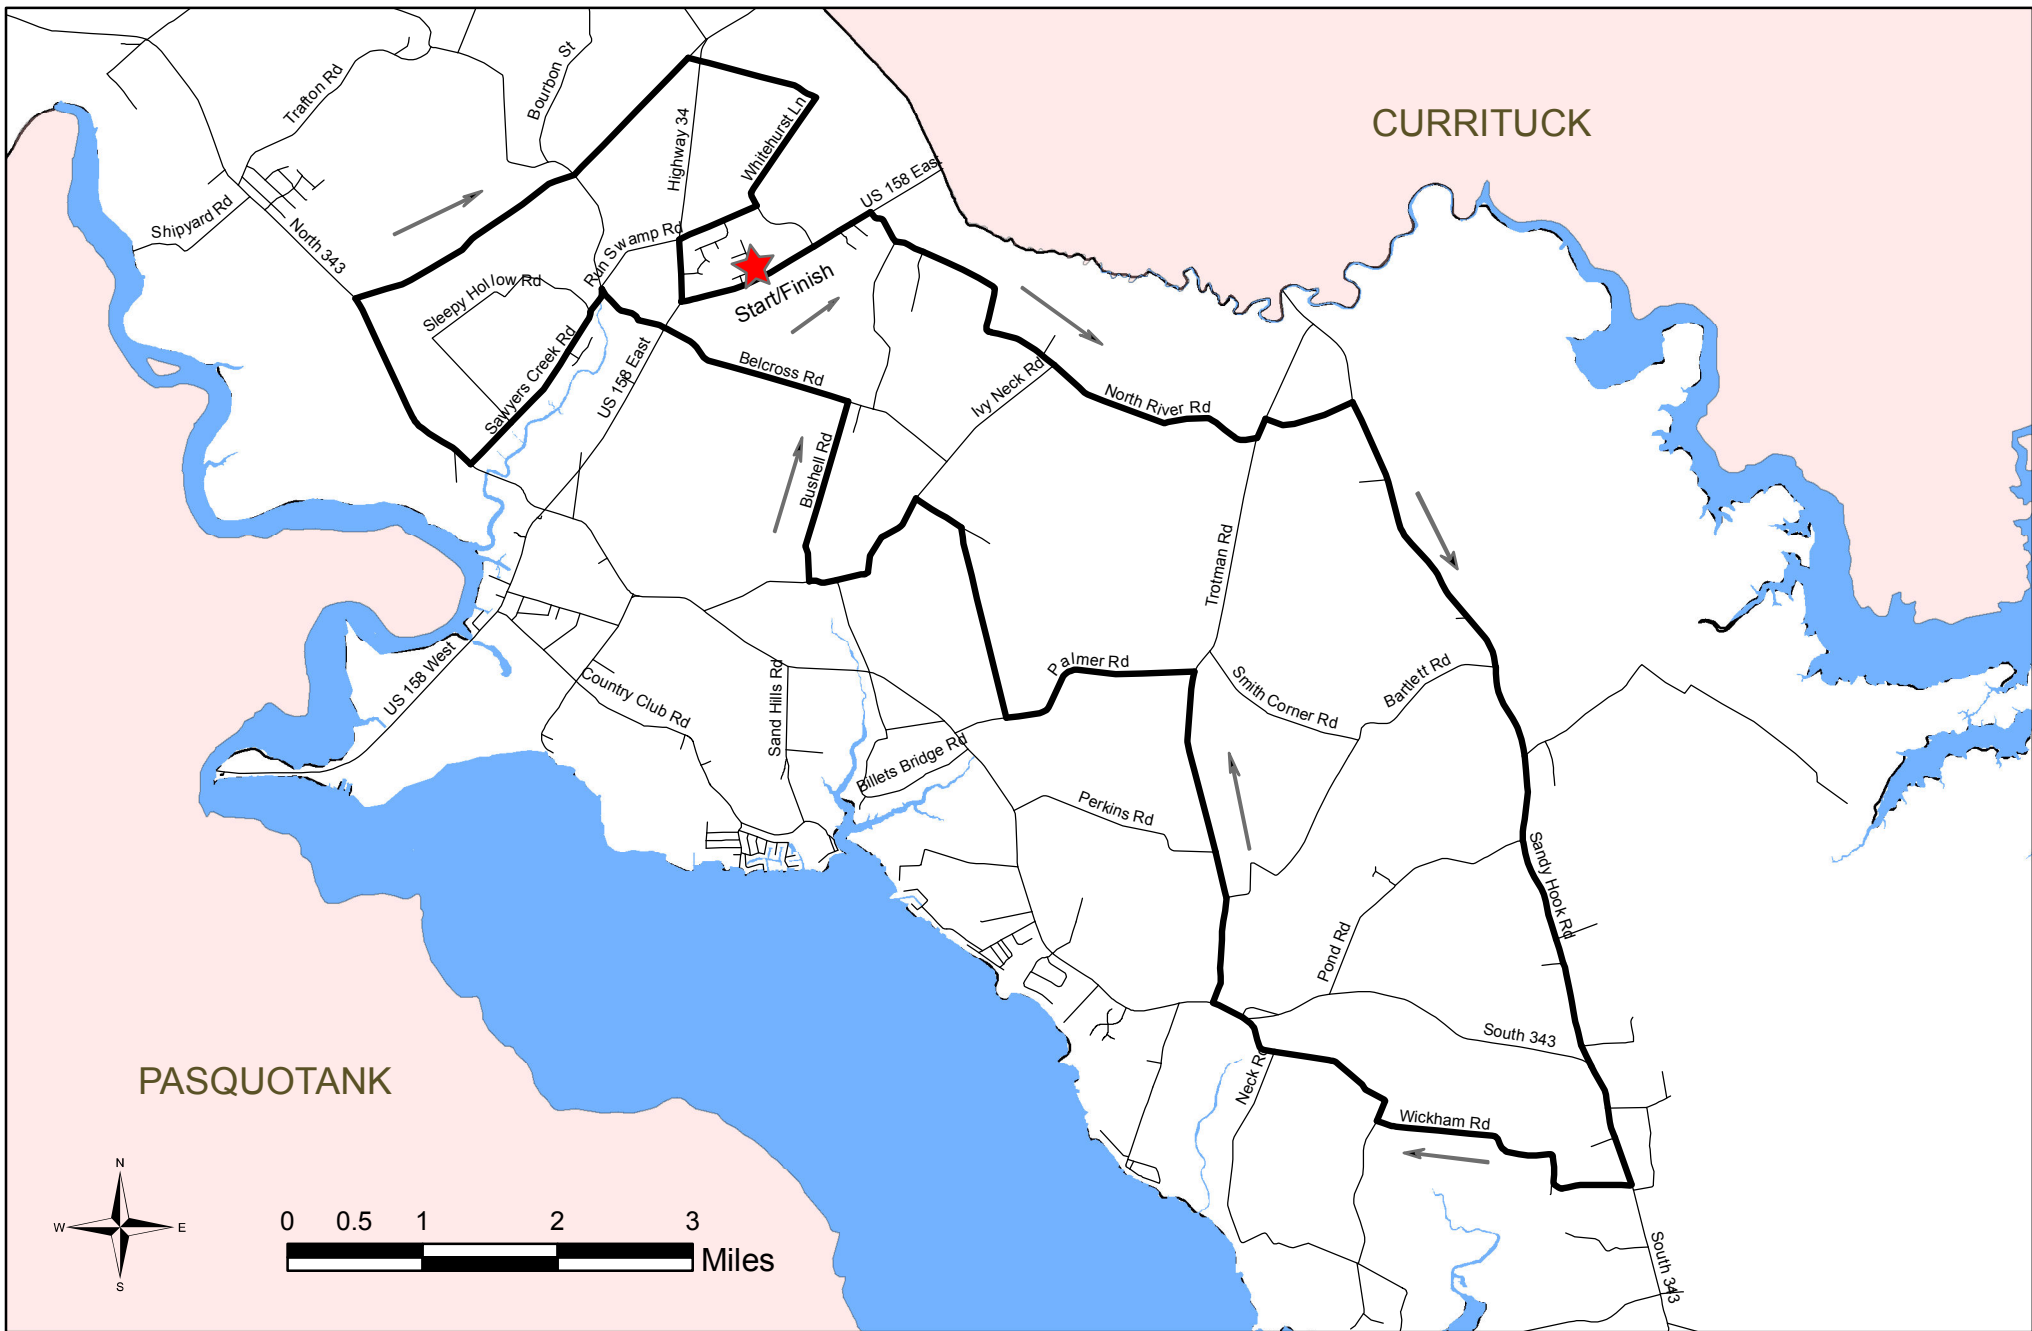 CURRITUCK
Trafton Rd
Bourbon St
Highway 34
Whitehurst Ln
US 158 East
Shipyard Rd
North 343
Run Swamp Rd
Sleepy Hollow Rd
Start/Finish
Sawyers Creek Rd
US 158 East
Belcross Rd
Ivy Neck Rd
North River Rd
Bushell Rd
Trotman Rd
Palmer Rd
Smith Corner Rd
Bartlett Rd
US 158 West
Country Club Rd
Sand Hills Rd
Billets Bridge Rd
Perkins Rd
Sandy Hook Rd
Pond Rd
South 343
Neck Rd
Wickham Rd
South 343
PASQUOTANK
N
W E
S
0 0.5 1 2 3
Miles